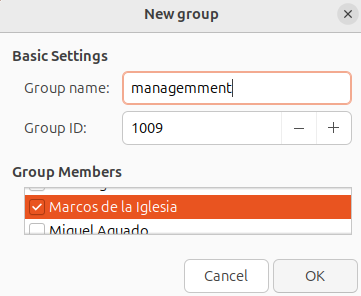 New group
Basic Settings
Group name: managemment
Group ID: 1009
Group Members
Marcos de la Iglesia
Miguel Aguado
Cancel OK